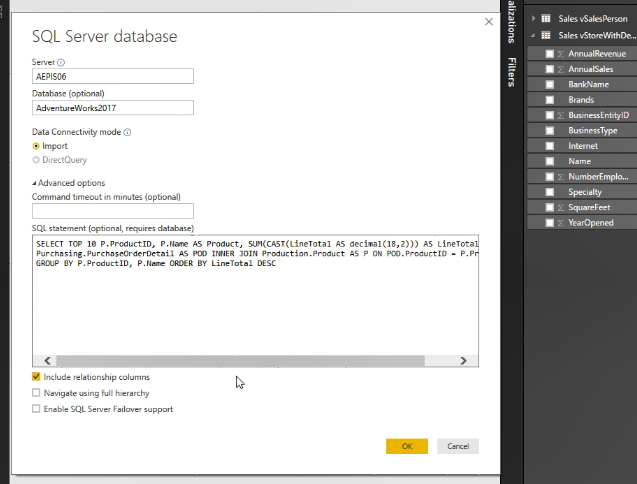 SQL Server database
Server
AEPIS06
Database (optional)
AdventureWorks2017
Data Connectivity mode
Import
DirectQuery
Advanced options
Command timeout in minutes (optional)
SQL statement (optional, requires database)
SELECT TOP 10 P.ProductID, P.Name AS Product, SUM(CAST(LineTotal AS decimal(18,2))) AS LineTotal
Purchasing.PurchaseOrderDetail AS POD INNER JOIN Production.Product AS P ON POD.ProductID = P.Pr
GROUP BY P.ProductID, P.Name ORDER BY LineTotal DESC
Include relationship columns
Navigate using full hierarchy
Enable SQL Server Failover support
OK
Cancel
alizations
Filters
Sales vSalesPerson
Sales vStoreWithDe...
AnnualRevenue
AnnualSales
BankName
Brands
BusinessEntityID
BusinessType
Internet
Name
NumberEmplo...
Specialty
SquareFeet
YearOpened